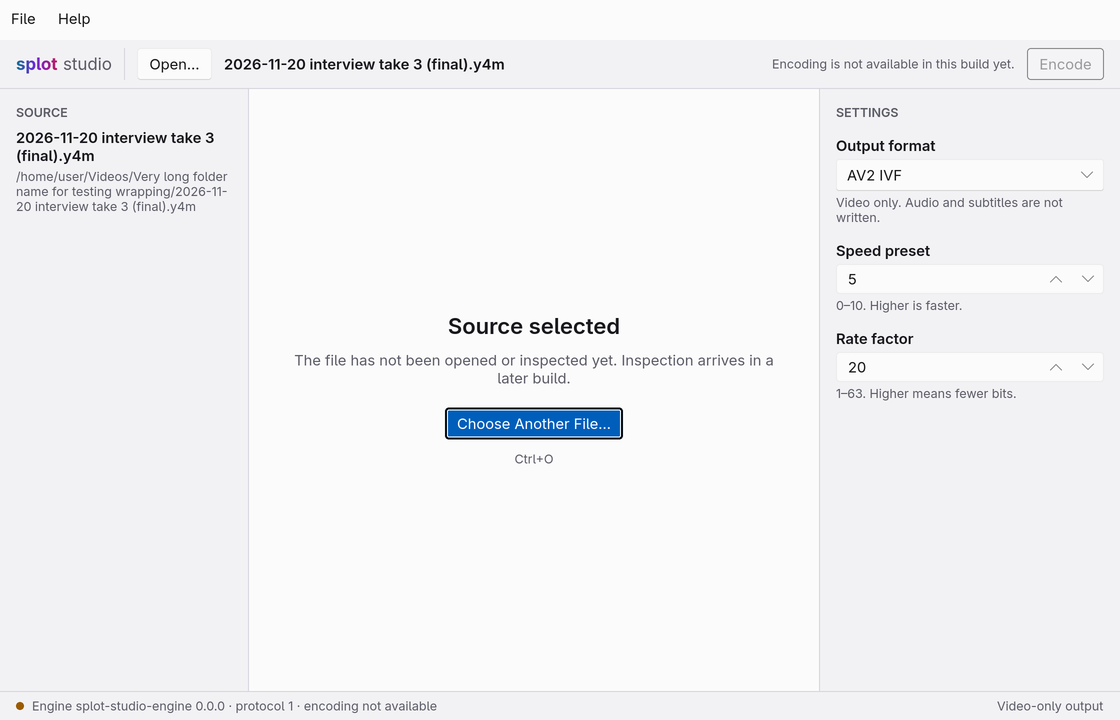 File Help
splot studio Open... 2026-11-20 interview take 3 (final).y4m Encoding is not available in this build yet. Encode
SOURCE
2026-11-20 interview take 3
(final).y4m
/home/user/Videos/Very long folder
name for testing wrapping/2026-11-
20 interview take 3 (final).y4m
Source selected
The file has not been opened or inspected yet. Inspection arrives in a
later build.
Choose Another File...
Ctrl+O
SETTINGS
Output format
AV2 IVF
Video only. Audio and subtitles are not
written.
Speed preset
5
0–10. Higher is faster.
Rate factor
20
1–63. Higher means fewer bits.
Engine splot-studio-engine 0.0.0 · protocol 1 · encoding not available Video-only output